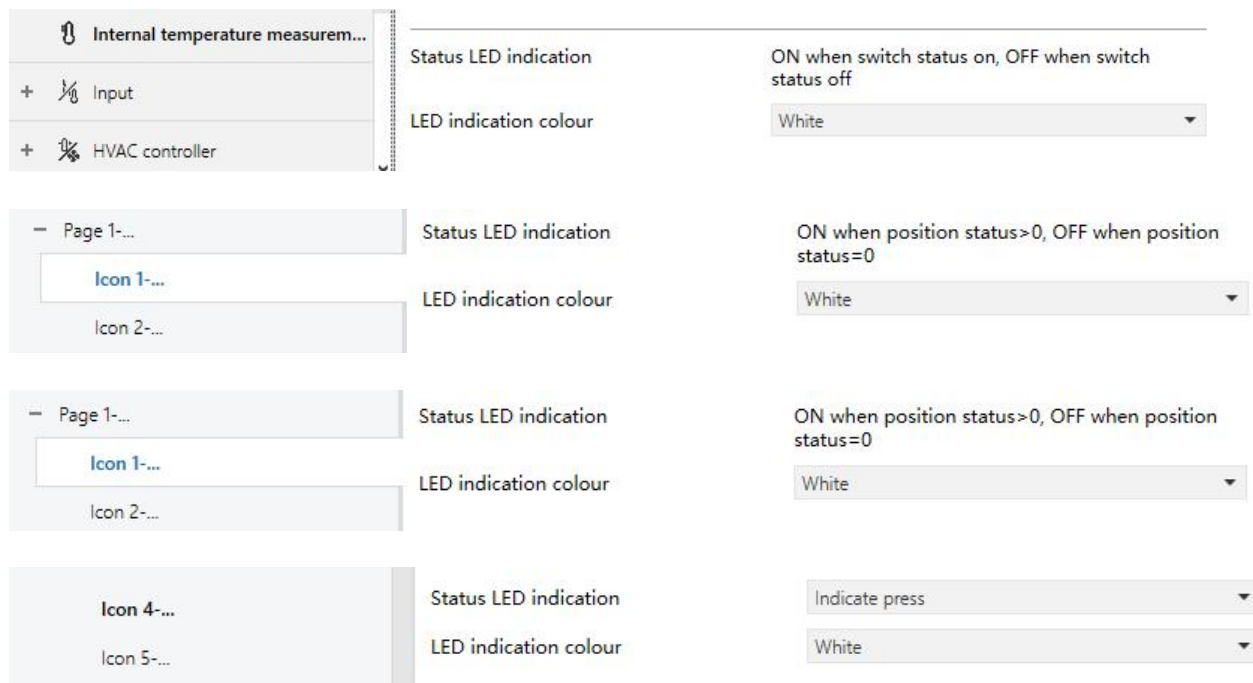 Internal temperature measurem...
Status LED indication
ON when switch status on, OFF when switch
status off
+ Input
LED indication colour
White
+ HVAC controller
− Page 1-...
Status LED indication
ON when position status>0, OFF when position
status=0
Icon 1-...
LED indication colour
White
Icon 2-...
− Page 1-...
Status LED indication
ON when position status>0, OFF when position
status=0
Icon 1-...
LED indication colour
White
Icon 2-...
Icon 4-...
Status LED indication
Indicate press
Icon 5-...
LED indication colour
White